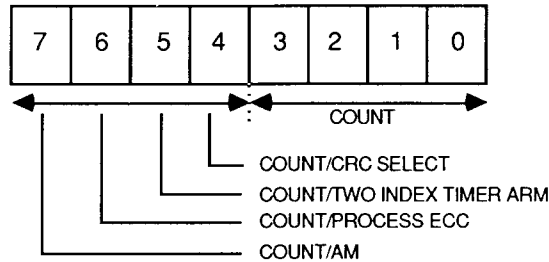 7 6 5 4 3 2 1 0
COUNT
COUNT/CRC SELECT
COUNT/TWO INDEX TIMER ARM
COUNT/PROCESS ECC
COUNT/AM